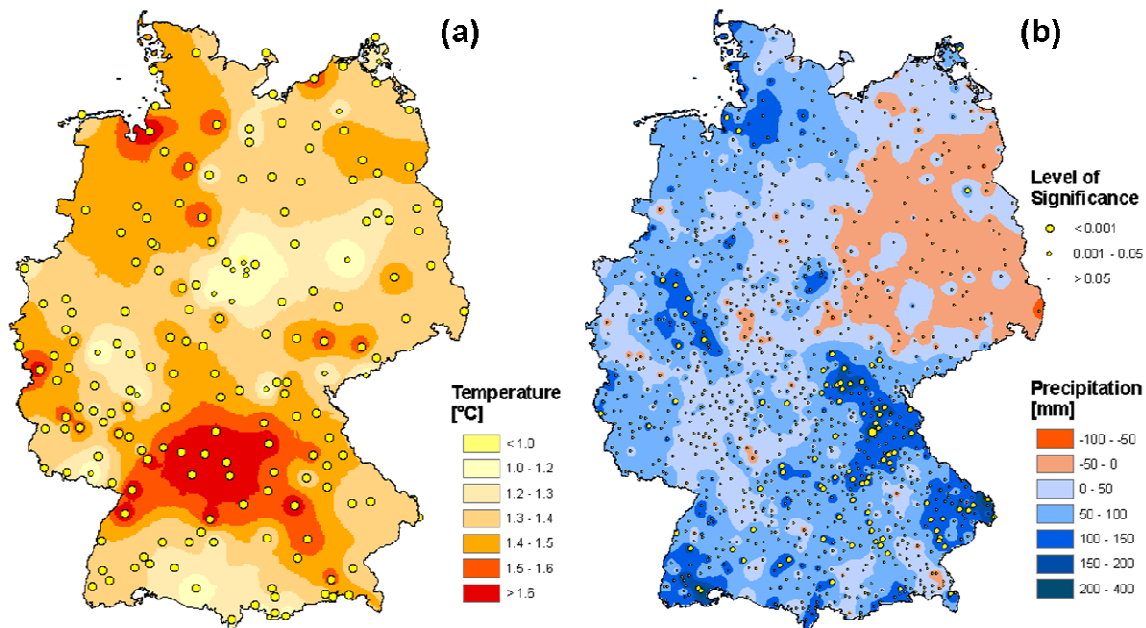 (a)
Temperature
[ºC]
< 1.0
1.0 - 1.2
1.2 - 1.3
1.3 - 1.4
1.4 - 1.5
1.5 - 1.6
>1.6
(b)
Level of
Significance
<0.001
0.001 - 0.05
> 0.05
Precipitation
[mm]
-100 - -50
-50 - 0
0 - 50
50 - 100
100 - 150
150 - 200
200 - 400